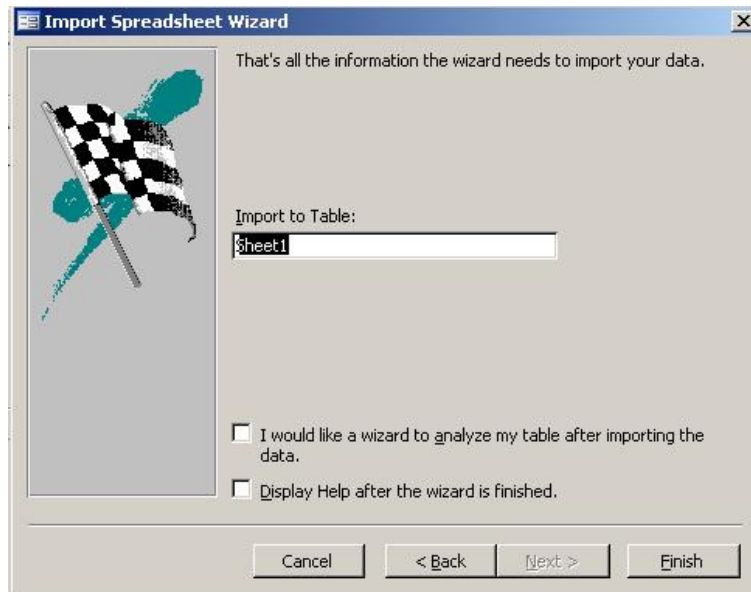 Import Spreadsheet Wizard
That's all the information the wizard needs to import your data.
Import to Table:
Sheet1
I would like a wizard to analyze my table after importing the
data.
Display Help after the wizard is finished.
Cancel
< Back
Next >
Finish